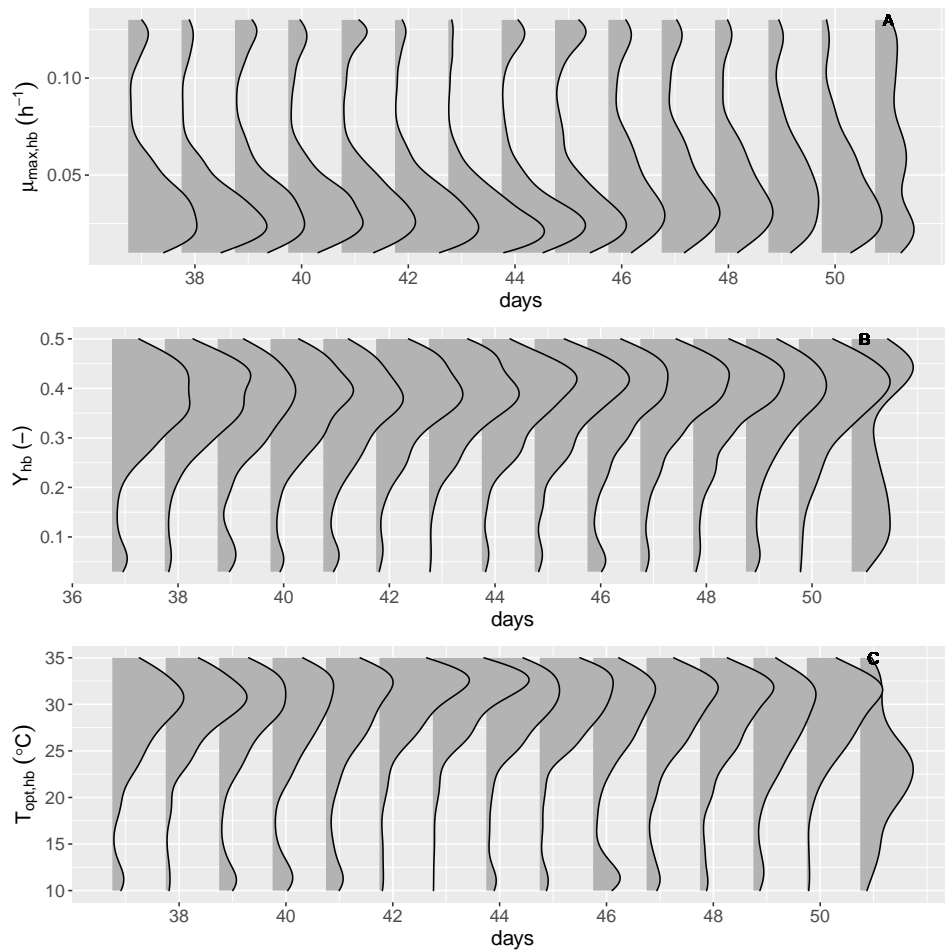 A
0.10
0.05
μmax,hb (h−1)
38 40 42 44 46 48 50
days
B
0.5
0.4
0.3
0.2
0.1
Yhb (−)
36 38 40 42 44 46 48 50
days
C
35
30
25
20
15
10
Topt,hb (°C)
38 40 42 44 46 48 50
days